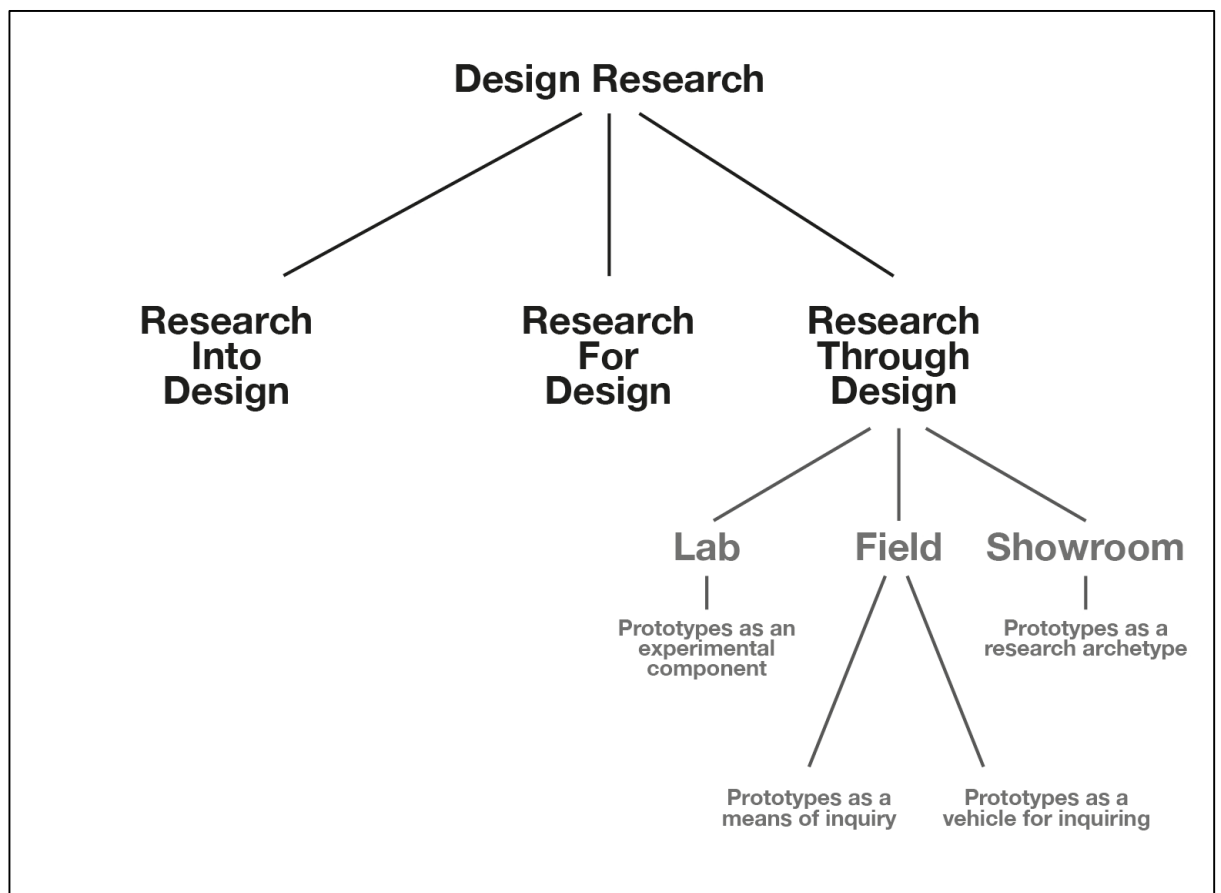 Design Research
Research
Into
Design
Research
For
Design
Research
Through
Design
Lab
Field
Showroom
Prototypes as an
experimental
component
Prototypes as a
research archetype
Prototypes as a
means of inquiry
Prototypes as a
vehicle for inquiring